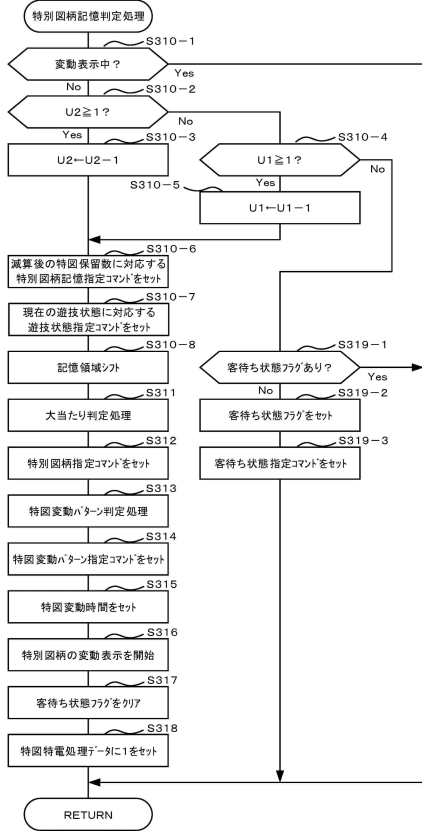 特別図柄記憶判定処理
S310-1
変動表示中？
Yes
No
S310-2
U2≧1？
No
Yes
S310-3
U2←U2-1
S310-4
U1≧1？
No
Yes
S310-5
U1←U1-1
S310-6
減算後の特図保留数に対応する
特別図柄記憶指定コマンドをセット
S310-7
現在の遊技状態に対応する
遊技状態指定コマンドをセット
S310-8
記憶領域シフト
S311
大当たり判定処理
S312
特別図柄指定コマンドをセット
S313
特図変動パターン判定処理
S314
特図変動パターン指定コマンドをセット
S315
特図変動時間をセット
S316
特別図柄の変動表示を開始
S317
客待ち状態フラグをクリア
S318
特図特電処理データに1をセット
S319-1
客待ち状態フラグあり？
Yes
No
S319-2
客待ち状態フラグをセット
S319-3
客待ち状態指定コマンドをセット
RETURN